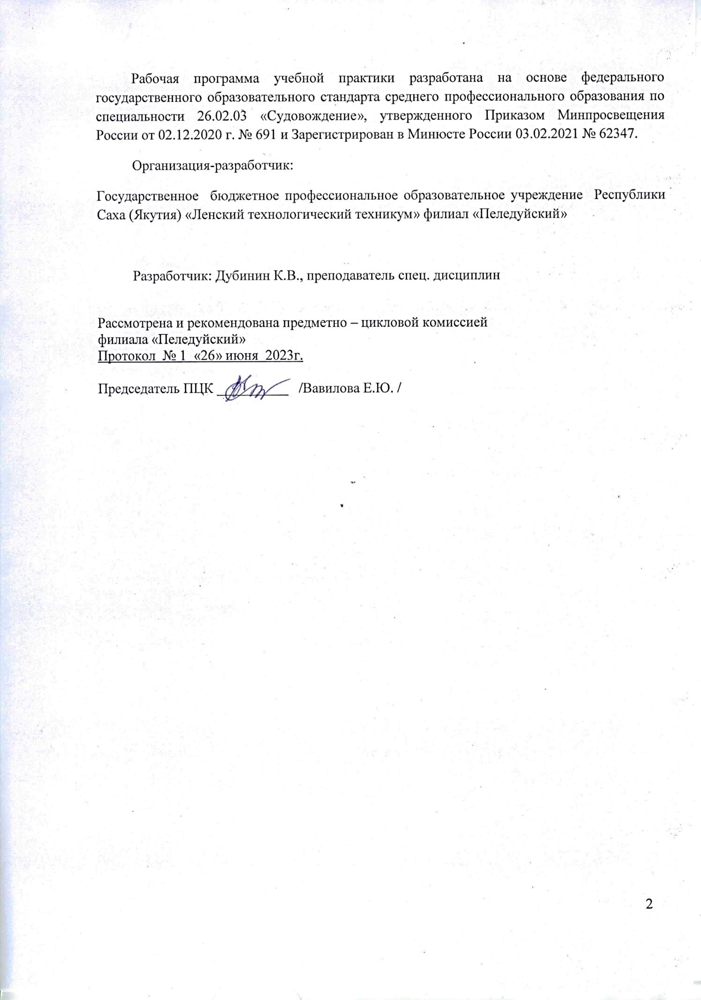 Рабочая программа учебной практики разработана на основе федерального
государственного образовательного стандарта среднего профессионального образования по
специальности 26.02.03 «Судовождение», утвержденного Приказом Минпросвещения
России от 02.12.2020 г. № 691 и Зарегистрирован в Минюсте России 03.02.2021 № 62347.
Организация-разработчик:
Государственное бюджетное профессиональное образовательное учреждение Республики
Саха (Якутия) «Ленский технологический техникум» филиал «Пеледуйский»
Разработчик: Дубинин К.В., преподаватель спец. дисциплин
Рассмотрена и рекомендована предметно – цикловой комиссией
филиала «Пеледуйский»
Протокол № 1 «26» июня 2023г.
Председатель ПЦК ___________ /Вавилова Е.Ю. /
2